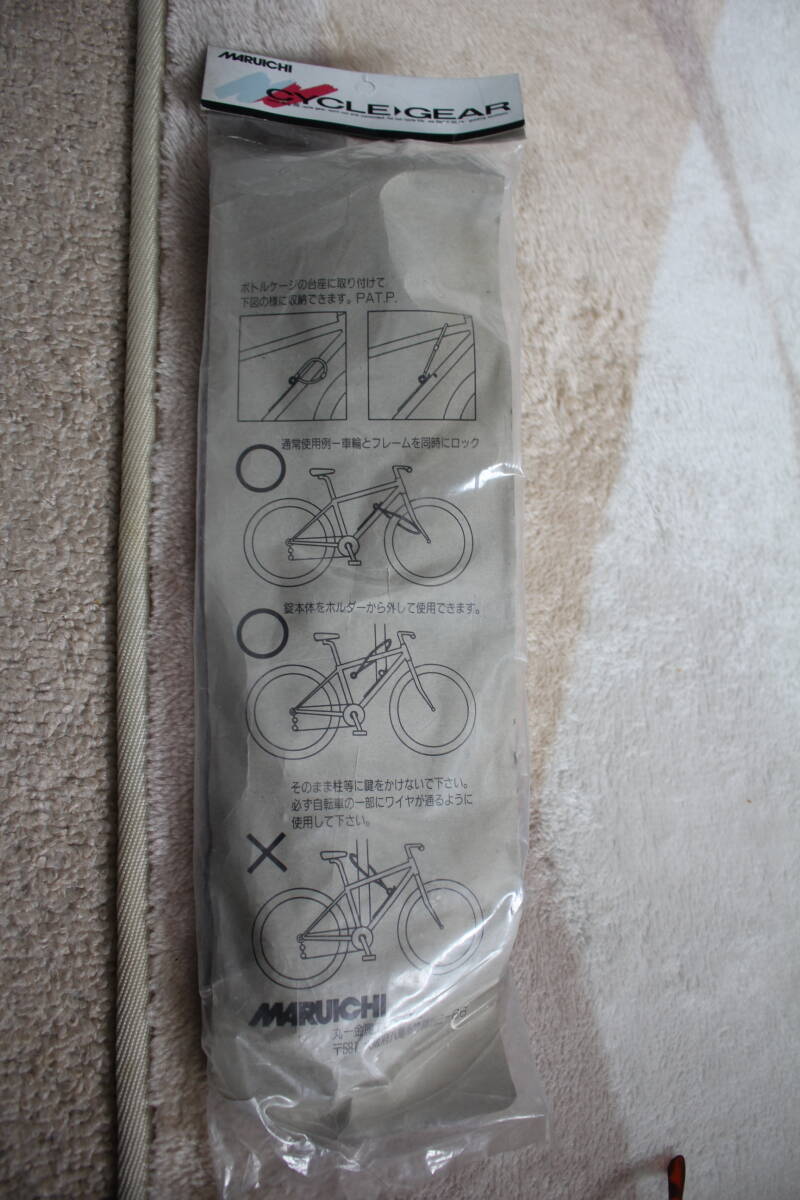 MARUICHI
CYCLE GEAR
ボトルケージの台座に取り付けて
下図の様に収納できます。PAT.P.
通常使用例ー車輪とフレームを同時にロック
錠本体をホルダーから外して使用できます。
そのまま柱等に鍵をかけないで下さい。
必ず自転車の一部にワイヤが通るように
使用して下さい。
MARUICHI
丸一金
〒581